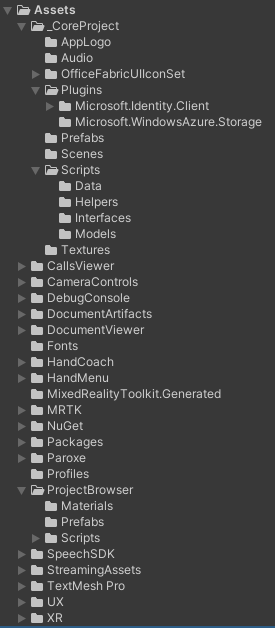 Assets
_CoreProject
AppLogo
Audio
OfficeFabricUIIconSet
Plugins
Microsoft.Identity.Client
Microsoft.WindowsAzure.Storage
Prefabs
Scenes
Scripts
Data
Helpers
Interfaces
Models
Textures
CallsViewer
CameraControls
DebugConsole
DocumentArtifacts
DocumentViewer
Fonts
HandCoach
HandMenu
MixedRealityToolkit.Generated
MRTK
NuGet
Packages
Paroxe
Profiles
ProjectBrowser
Materials
Prefabs
Scripts
SpeechSDK
StreamingAssets
TextMesh Pro
UX
XR